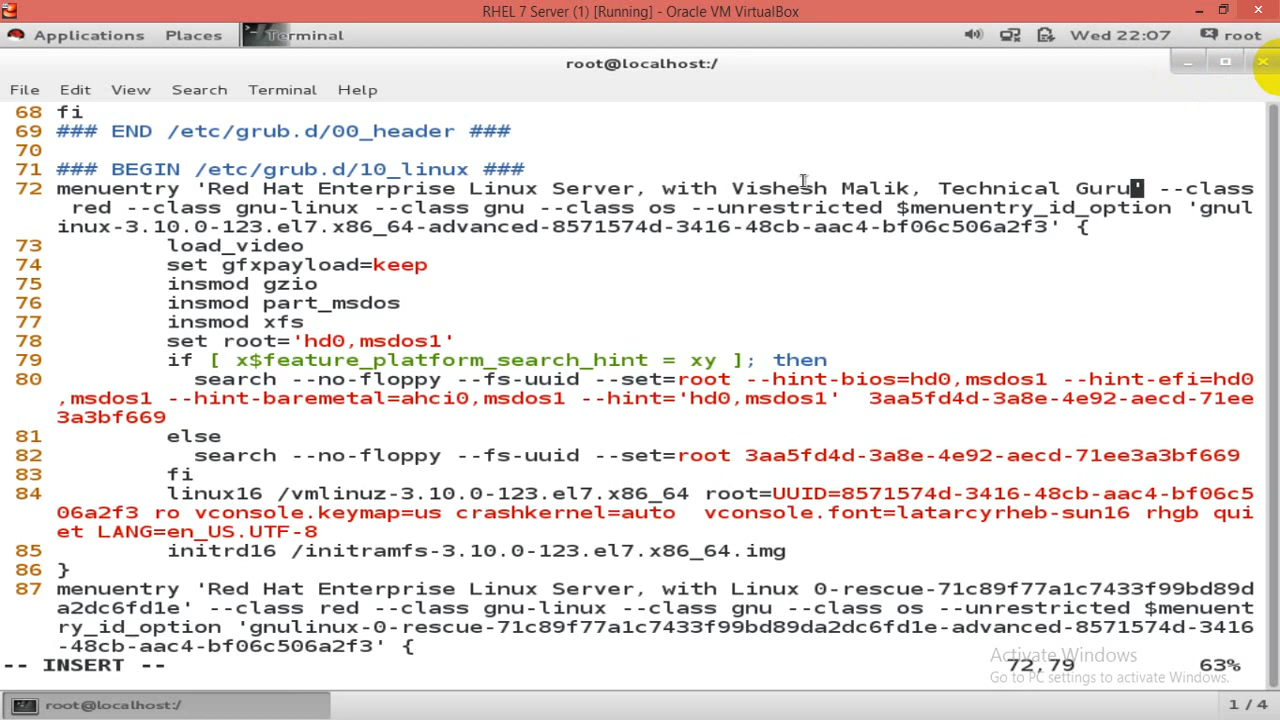 RHEL 7 Server (1) [Running] - Oracle VM VirtualBox
Applications Places Terminal Wed 22:07 root
root@localhost:/
File Edit View Search Terminal Help
68 fi
69 ### END /etc/grub.d/00_header ###
70
71 ### BEGIN /etc/grub.d/10_linux ###
72 menuentry 'Red Hat Enterprise Linux Server, with Vishesh Malik, Technical Guru' --class
red --class gnu-linux --class gnu --class os --unrestricted $menuentry_id_option 'gnul
inux-3.10.0-123.el7.x86_64-advanced-8571574d-3416-48cb-aac4-bf06c506a2f3' {
73 load_video
74 set gfxpayload=keep
75 insmod gzio
76 insmod part_msdos
77 insmod xfs
78 set root='hd0,msdos1'
79 if [ x$feature_platform_search_hint = xy ]; then
80 search --no-floppy --fs-uuid --set=root --hint-bios=hd0,msdos1 --hint-efi=hd0
,msdos1 --hint-baremetal=ahci0,msdos1 --hint='hd0,msdos1' 3aa5fd4d-3a8e-4e92-aecd-71ee
3a3bf669
81 else
82 search --no-floppy --fs-uuid --set=root 3aa5fd4d-3a8e-4e92-aecd-71ee3a3bf669
83 fi
84 linux16 /vmlinuz-3.10.0-123.el7.x86_64 root=UUID=8571574d-3416-48cb-aac4-bf06c5
06a2f3 ro vconsole.keymap=us crashkernel=auto vconsole.font=latarcyrheb-sun16 rhgb qui
et LANG=en_US.UTF-8
85 initrd16 /initramfs-3.10.0-123.el7.x86_64.img
86 }
87 menuentry 'Red Hat Enterprise Linux Server, with Linux 0-rescue-71c89f77a1c7433f99bd89d
a2dc6fd1e' --class red --class gnu-linux --class gnu --class os --unrestricted $menuent
ry_id_option 'gnulinux-0-rescue-71c89f77a1c7433f99bd89da2dc6fd1e-advanced-8571574d-3416
-48cb-aac4-bf06c506a2f3' {
-- INSERT -- 72,79 63%
Activate Windows
Go to PC settings to activate Windows.
root@localhost:/ 1 / 4